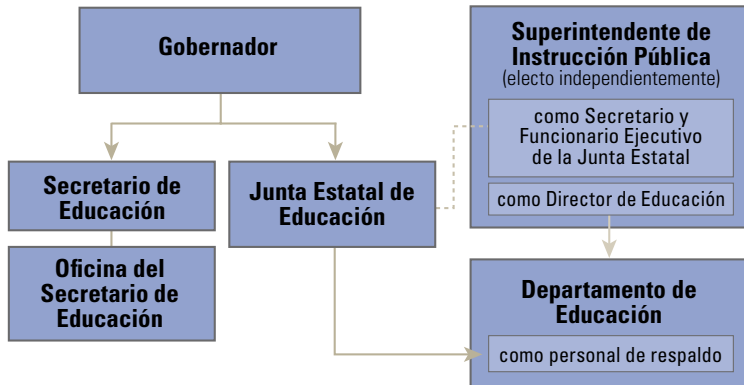 Gobernador
Superintendente de
Instrucción Pública
(electo independientemente)
como Secretario y
Funcionario Ejecutivo
de la Junta Estatal
como Director de Educación
Secretario de
Educación
Junta Estatal de
Educación
Oficina del
Secretario de
Educación
Departamento de
Educación
como personal de respaldo